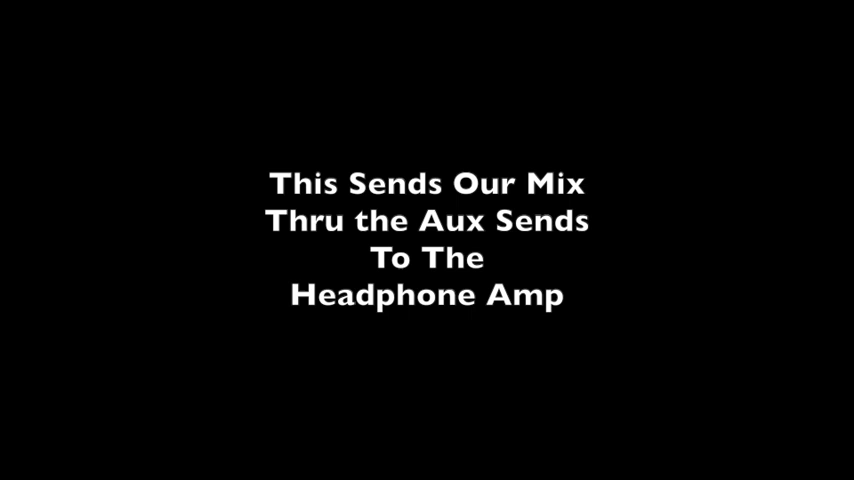 This Sends Our Mix
Thru the Aux Sends
To The
Headphone Amp